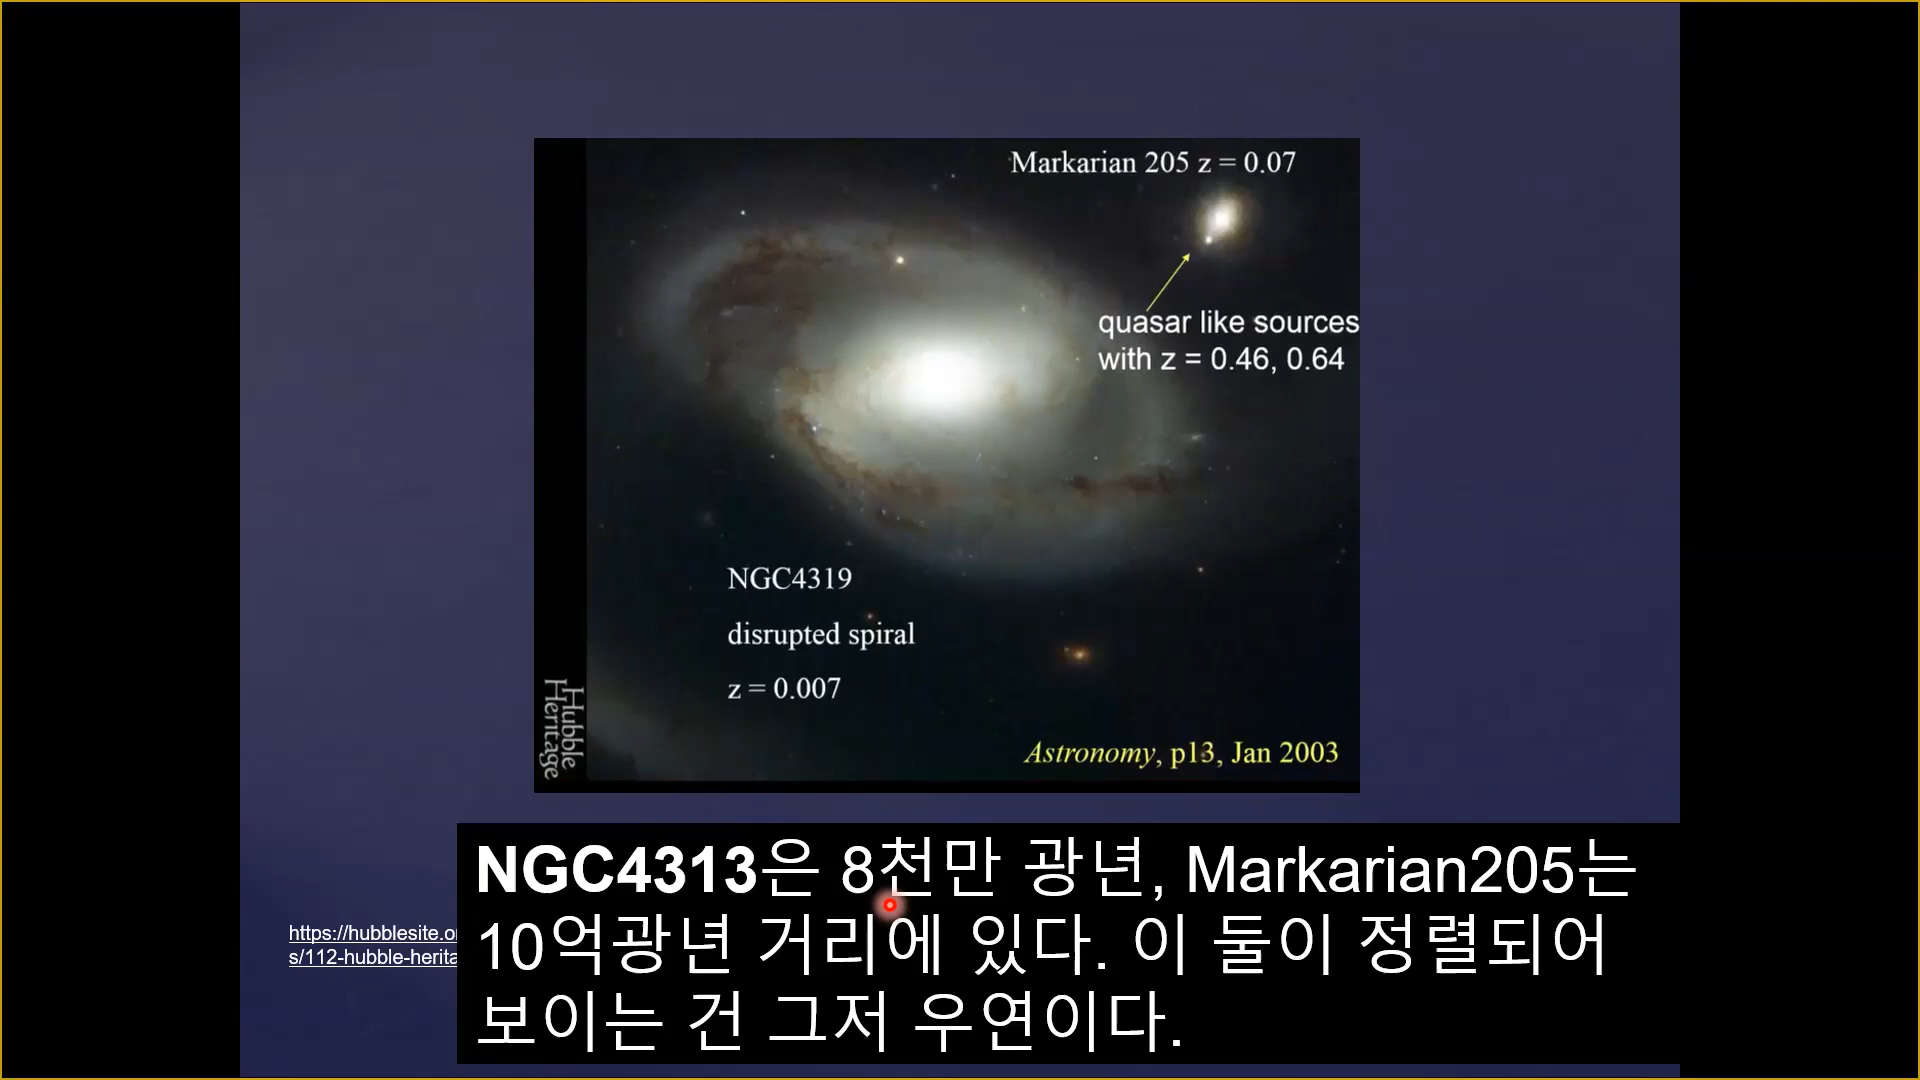 Markarian 205 z = 0.07
quasar like sources
with z = 0.46, 0.64
NGC4319
disrupted spiral
z = 0.007
Hubble
Heritage
Astronomy, p13, Jan 2003
NGC4313은 8천만 광년, Markarian205는
10억광년 거리에 있다. 이 둘이 정렬되어
보이는 건 그저 우연이다.
https://hubblesite.o
s/112-hubble-herita